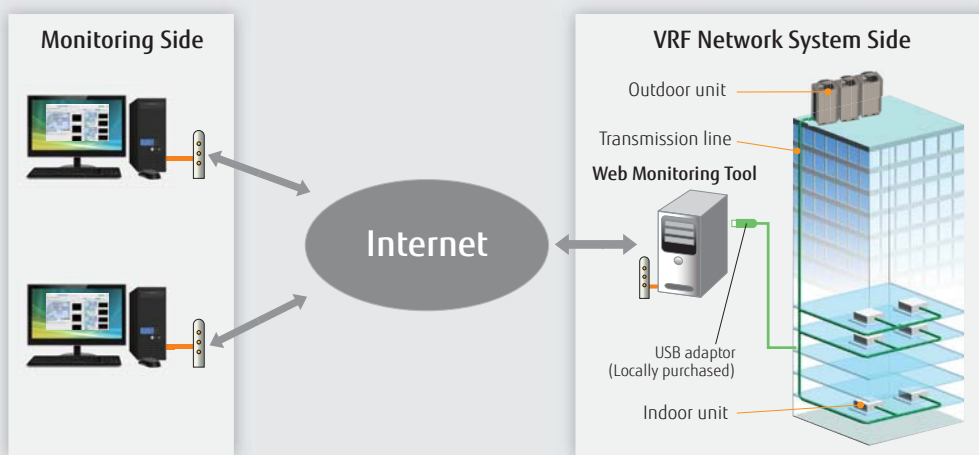 Monitoring Side
VRF Network System Side
Outdoor unit
Transmission line
Web Monitoring Tool
Internet
USB adaptor
(Locally purchased)
Indoor unit